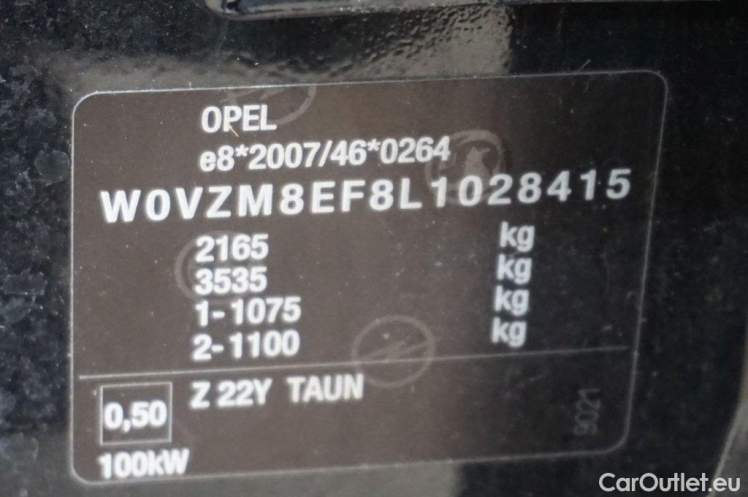 OPEL
e8*2007/46*0264
W0VZM8EF8L1028415
2165 kg
3535 kg
1-1075 kg
2-1100 kg
0,50 Z 22Y TAUN
100kW
9021
CarOutlet.eu